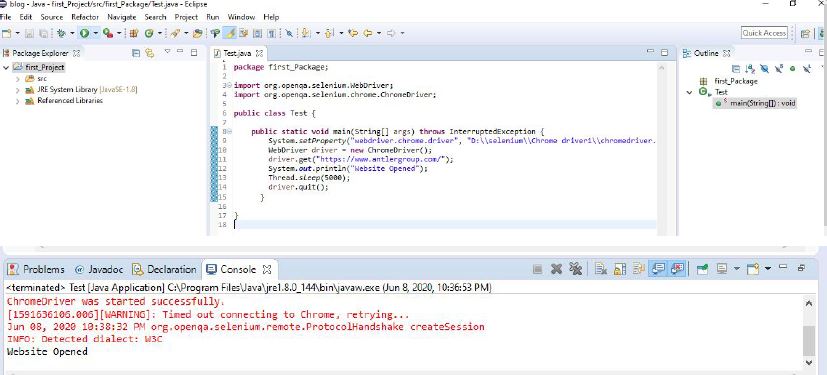 blog - Java - first_Project/src/first_Package/Test.java - Eclipse
File Edit Source Refactor Navigate Search Project Run Window Help
Quick Access
Package Explorer
first_Project
src
JRE System Library [JavaSE-1.8]
Referenced Libraries
Test.java
1 package first_Package;
2
3 import org.openqa.selenium.WebDriver;
4 import org.openqa.selenium.chrome.ChromeDriver;
5
6 public class Test {
7
8 public static void main(String[] args) throws InterruptedException {
9 System.setProperty("webdriver.chrome.driver", "D:\\selenium\\Chrome driver1\\chromedriver.
10 WebDriver driver = new ChromeDriver();
11 driver.get("https://www.antlergroup.com/");
12 System.out.println("Website Opened");
13 Thread.sleep(5000);
14 driver.quit();
15 }
16
17 }
18
Outline
first_Package
Test
main(String[]) : void
Problems Javadoc Declaration Console
<terminated> Test [Java Application] C:\Program Files\Java\jre1.8.0_144\bin\javaw.exe (Jun 8, 2020, 10:36:53 PM)
ChromeDriver was started successfully.
[1591636106.006][WARNING]: Timed out connecting to Chrome, retrying...
Jun 08, 2020 10:38:32 PM org.openqa.selenium.remote.ProtocolHandshake createSession
INFO: Detected dialect: W3C
Website Opened